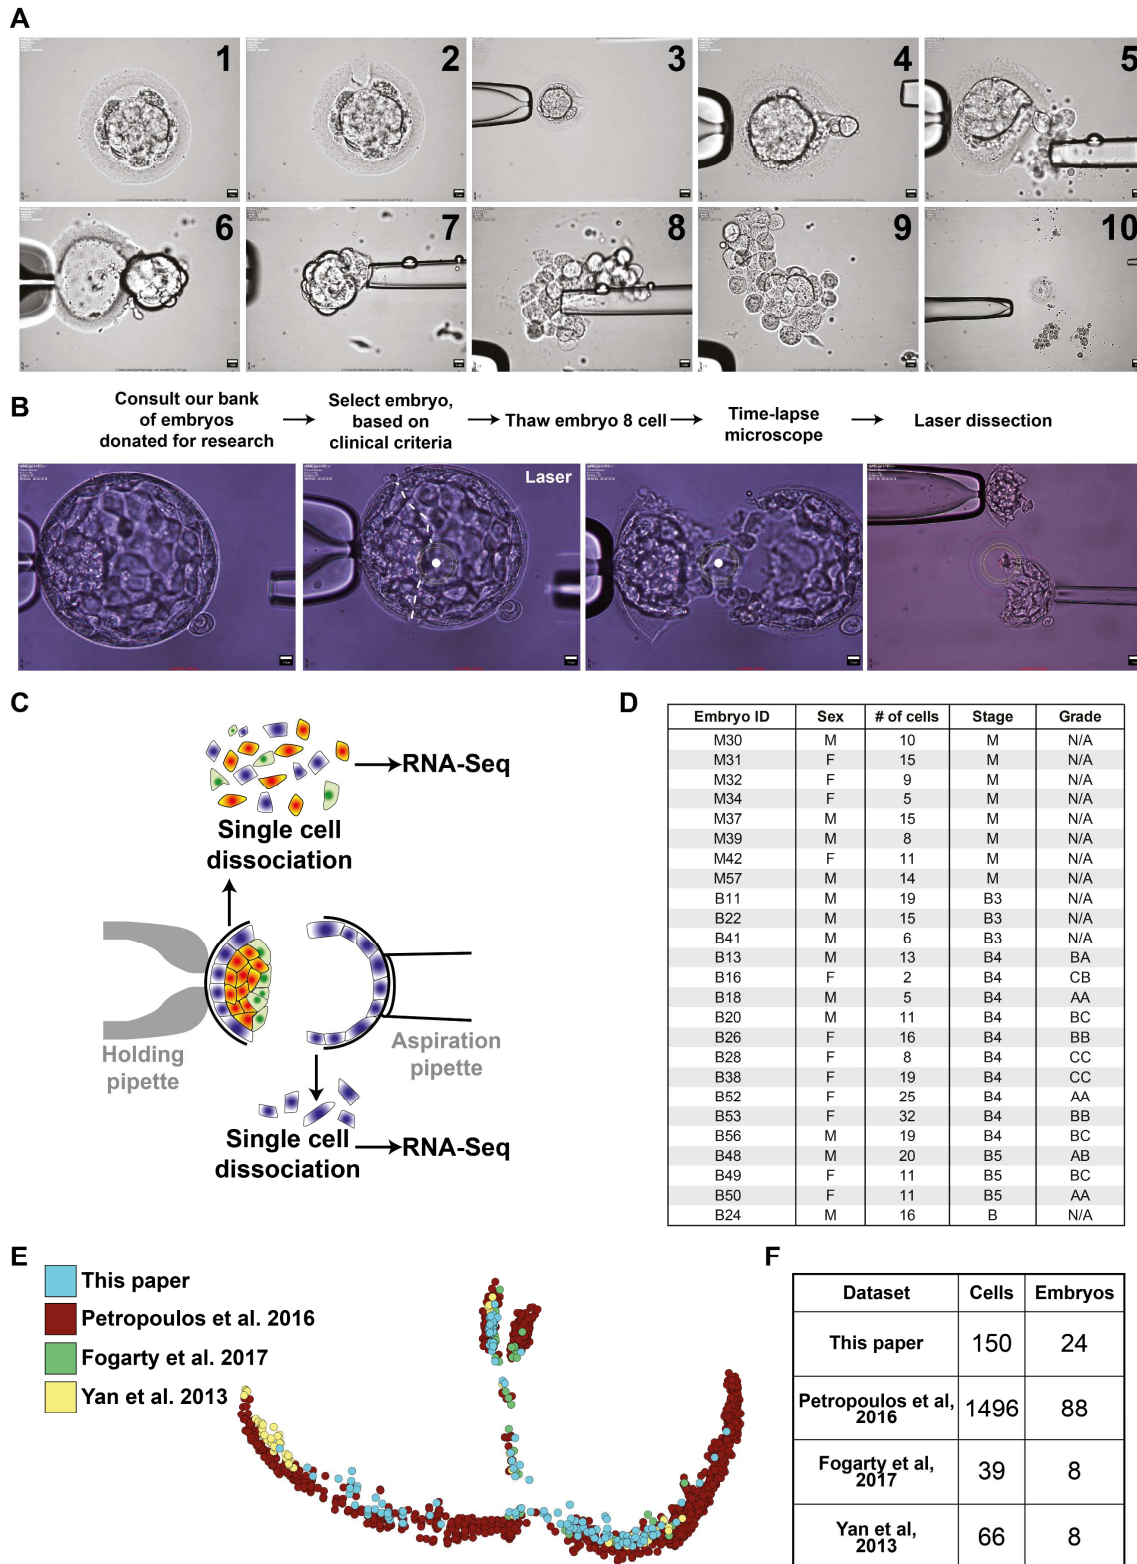 A
1
2
3
4
5
6
7
8
9
10
B
Consult our bank
of embryos
donated for research
Select embryo,
based on
clinical criteria
Thaw embryo 8 cell
Time-lapse
microscope
Laser dissection
Laser
C
RNA-Seq
Single cell
dissociation
Holding
pipette
Aspiration
pipette
Single cell
dissociation
RNA-Seq
D
Embryo ID Sex # of cells Stage Grade
M30 M 10 M N/A
M31 F 15 M N/A
M32 F 9 M N/A
M34 F 5 M N/A
M37 M 15 M N/A
M39 M 8 M N/A
M42 F 11 M N/A
M57 M 14 M N/A
B11 M 19 B3 N/A
B22 M 15 B3 N/A
B41 M 6 B3 N/A
B13 M 13 B4 BA
B16 F 2 B4 CB
B18 M 5 B4 AA
B20 M 11 B4 BC
B26 F 16 B4 BB
B28 F 8 B4 CC
B38 F 19 B4 CC
B52 F 25 B4 AA
B53 F 32 B4 BB
B56 M 19 B4 BC
B48 M 20 B5 AB
B49 F 11 B5 BC
B50 F 11 B5 AA
B24 M 16 B N/A
E
This paper
Petropoulos et al. 2016
Fogarty et al. 2017
Yan et al. 2013
F
Dataset Cells Embryos
This paper 150 24
Petropoulos et al,
2016 1496 88
Fogarty et al,
2017 39 8
Yan et al,
2013 66 8